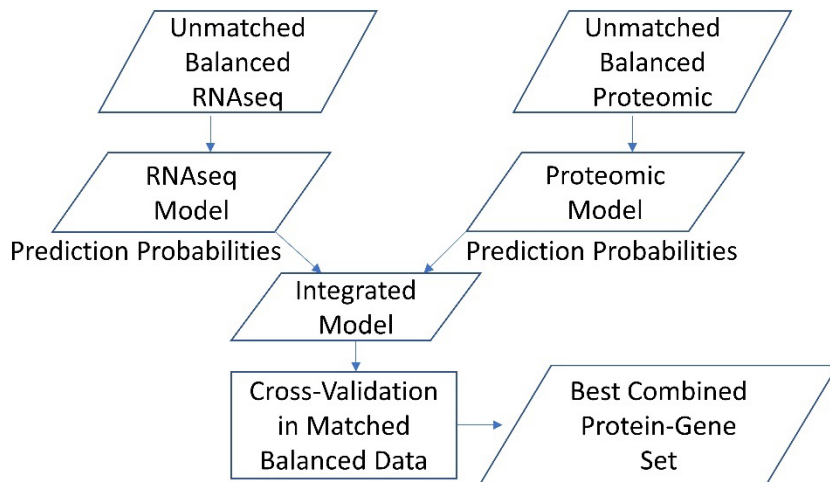 Unmatched
Balanced
RNAseq
Unmatched
Balanced
Proteomic
RNAseq
Model
Proteomic
Model
Prediction Probabilities
Prediction Probabilities
Integrated
Model
Cross-Validation
in Matched
Balanced Data
Best Combined
Protein-Gene
Set